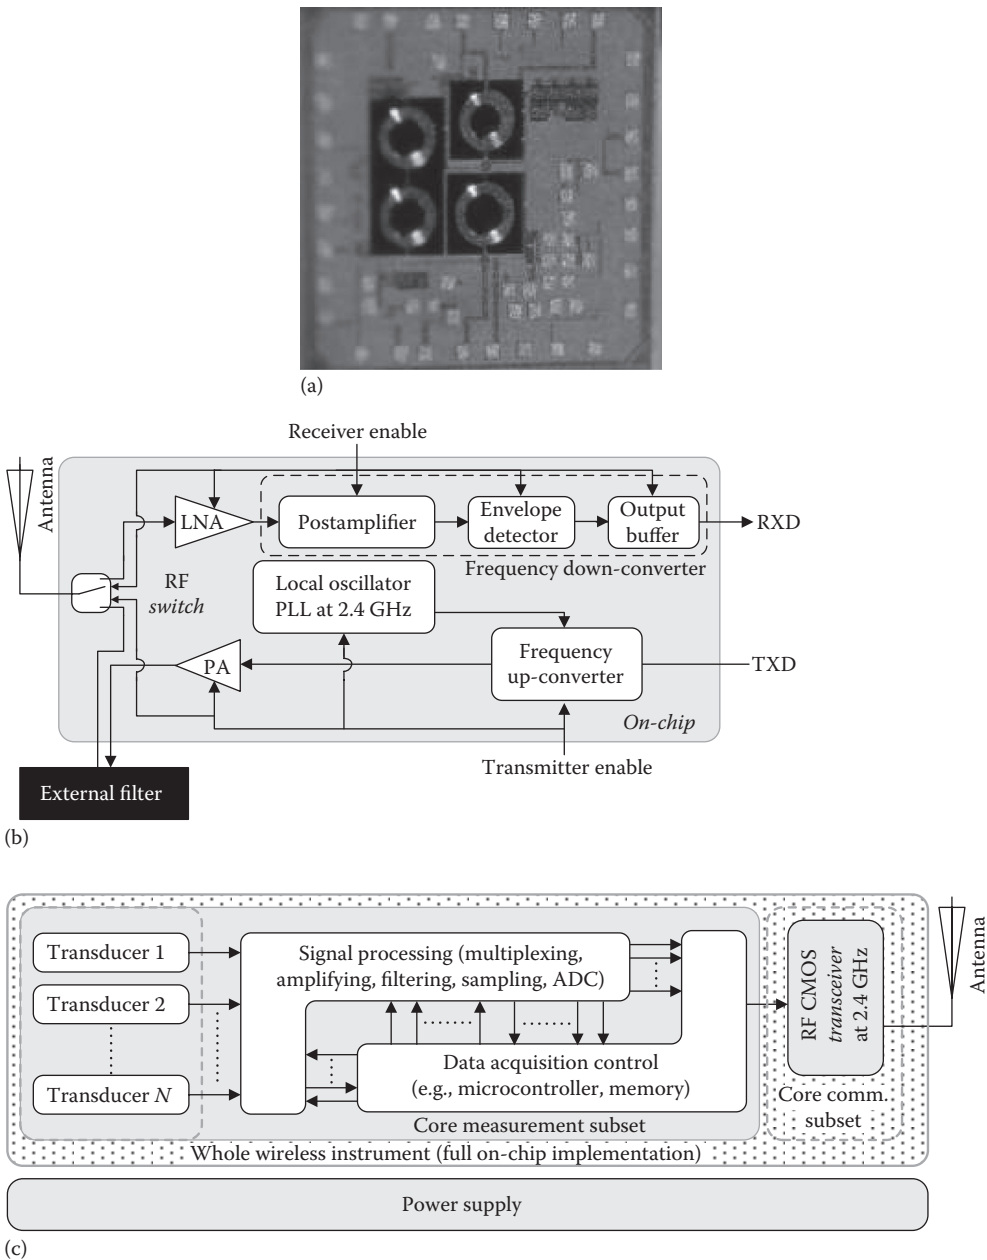 (a)
Receiver enable
Antenna
LNA
Postamplifier
Envelope
detector
Output
buffer
RXD
Frequency down-converter
RF
switch
Local oscillator
PLL at 2.4 GHz
PA
Frequency
up-converter
TXD
On-chip
Transmitter enable
External filter
(b)
Transducer 1
Transducer 2
Transducer N
Signal processing (multiplexing,
amplifying, filtering, sampling, ADC)
Data acquisition control
(e.g., microcontroller, memory)
Core measurement subset
RF CMOS
transceiver
at 2.4 GHz
Core comm.
subset
Antenna
Whole wireless instrument (full on-chip implementation)
Power supply
(c)